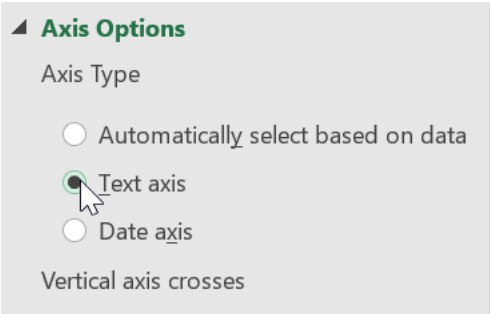 Axis Options
Axis Type
Automatically select based on data
Text axis
Date axis
Vertical axis crosses